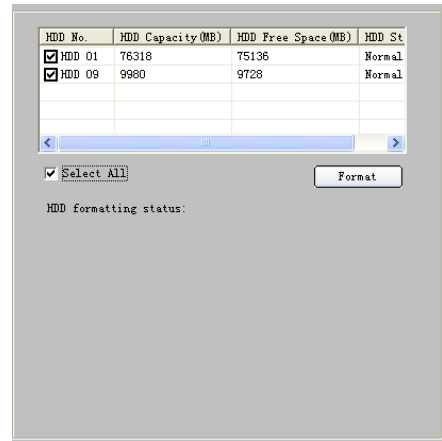 HDD No. HDD Capacity(MB) HDD Free Space(MB) HDD St
HDD 01 76318 75136 Normal
HDD 09 9980 9728 Normal
Select All Format
HDD formatting status: